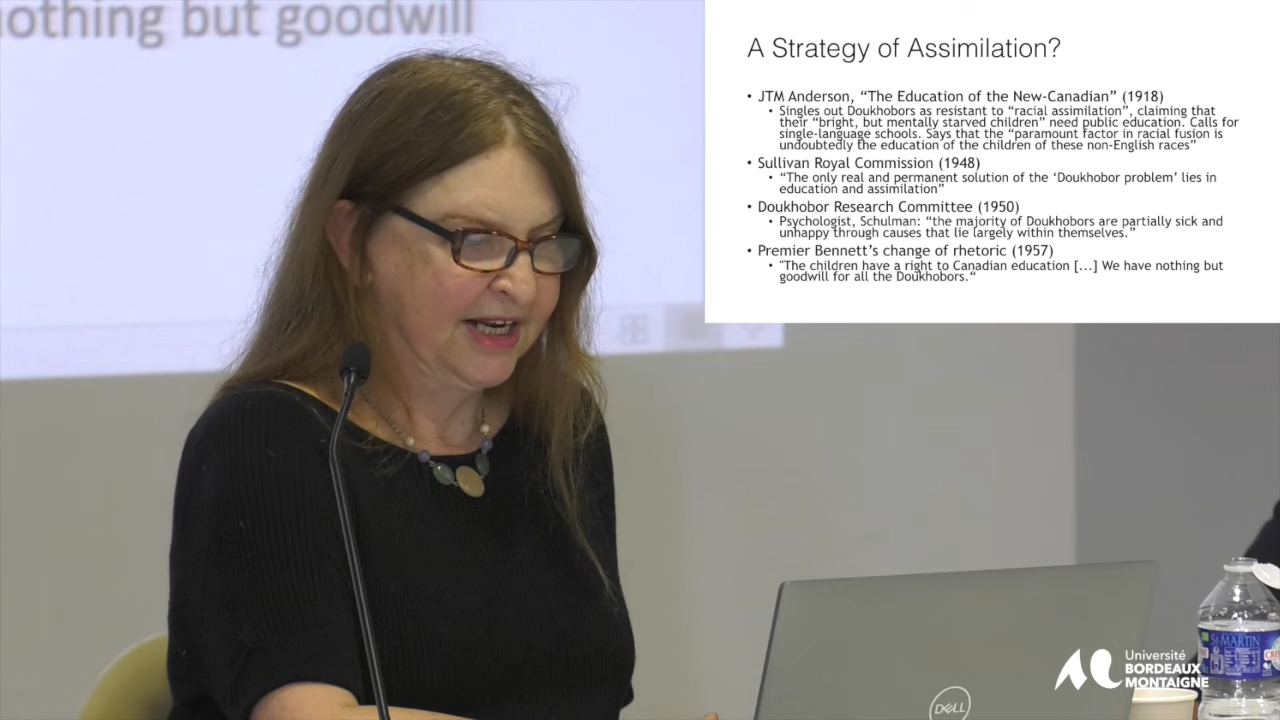 nothing but goodwill
A Strategy of Assimilation?
• JTM Anderson, “The Education of the New-Canadian” (1918)
• Singles out Doukhobors as resistant to “racial assimilation”, claiming that
their “bright, but mentally starved children” need public education. Calls for
single-language schools. Says that the “paramount factor in racial fusion is
undoubtedly the education of the children of these non-English races”
• Sullivan Royal Commission (1948)
• “The only real and permanent solution of the ‘Doukhobor problem’ lies in
education and assimilation”
• Doukhobor Research Committee (1950)
• Psychologist, Schulman: “the majority of Doukhobors are partially sick and
unhappy through causes that lie largely within themselves.”
• Premier Bennett’s change of rhetoric (1957)
• "The children have a right to Canadian education [...] We have nothing but
goodwill for all the Doukhobors.“
DELL
ST-MARTIN
Université
BORDEAUX
MONTAIGNE